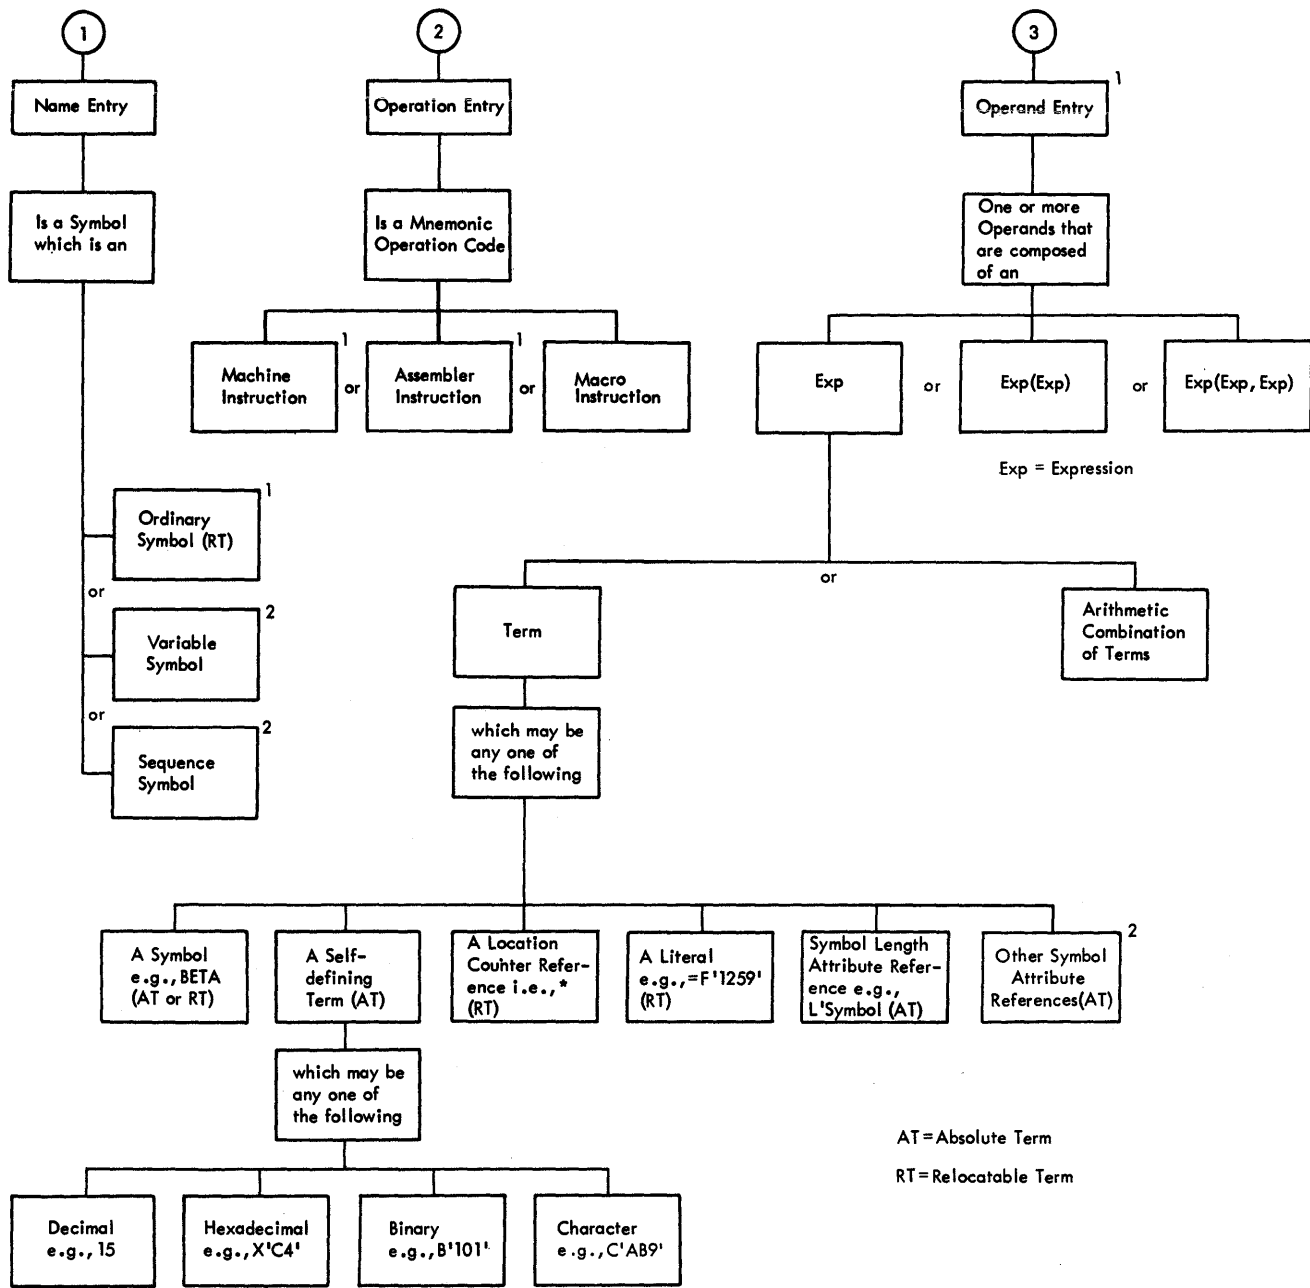 1
2
3
Name Entry
Operation Entry
Operand Entry
1
Is a Symbol
which is an
Is a Mnemonic
Operation Code
One or more
Operands that
are composed
of an
Machine
Instruction
1
or
Assembler
Instruction
1
or
Macro
Instruction
Exp
or
Exp(Exp)
or
Exp(Exp, Exp)
Exp = Expression
Ordinary
Symbol (RT)
1
or
Variable
Symbol
2
or
Sequence
Symbol
2
Term
or
Arithmetic
Combination
of Terms
which may be
any one of
the following
A Symbol
e.g., BETA
(AT or RT)
A Self-
defining
Term (AT)
A Location
Counter Refer-
ence i.e., *
(RT)
A Literal
e.g., =F'1259'
(RT)
Symbol Length
Attribute Refer-
ence e.g.,
L'Symbol (AT)
Other Symbol
Attribute
References(AT)
2
which may be
any one of
the following
Decimal
e.g., 15
Hexadecimal
e.g., X'C4'
Binary
e.g., B'101'
Character
e.g., C'AB9'
AT=Absolute Term
RT=Relocatable Term